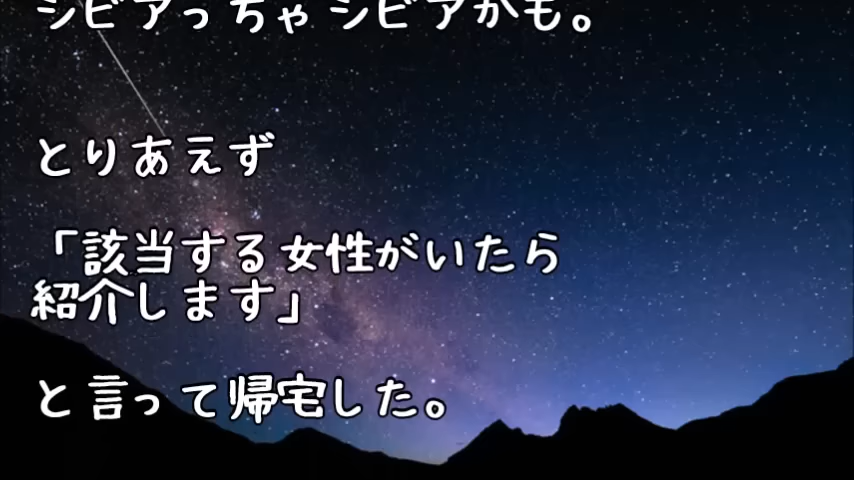 シビアっちゃシビアかも。
とりあえず
「該当する女性がいたら
紹介します」
と言って帰宅した。